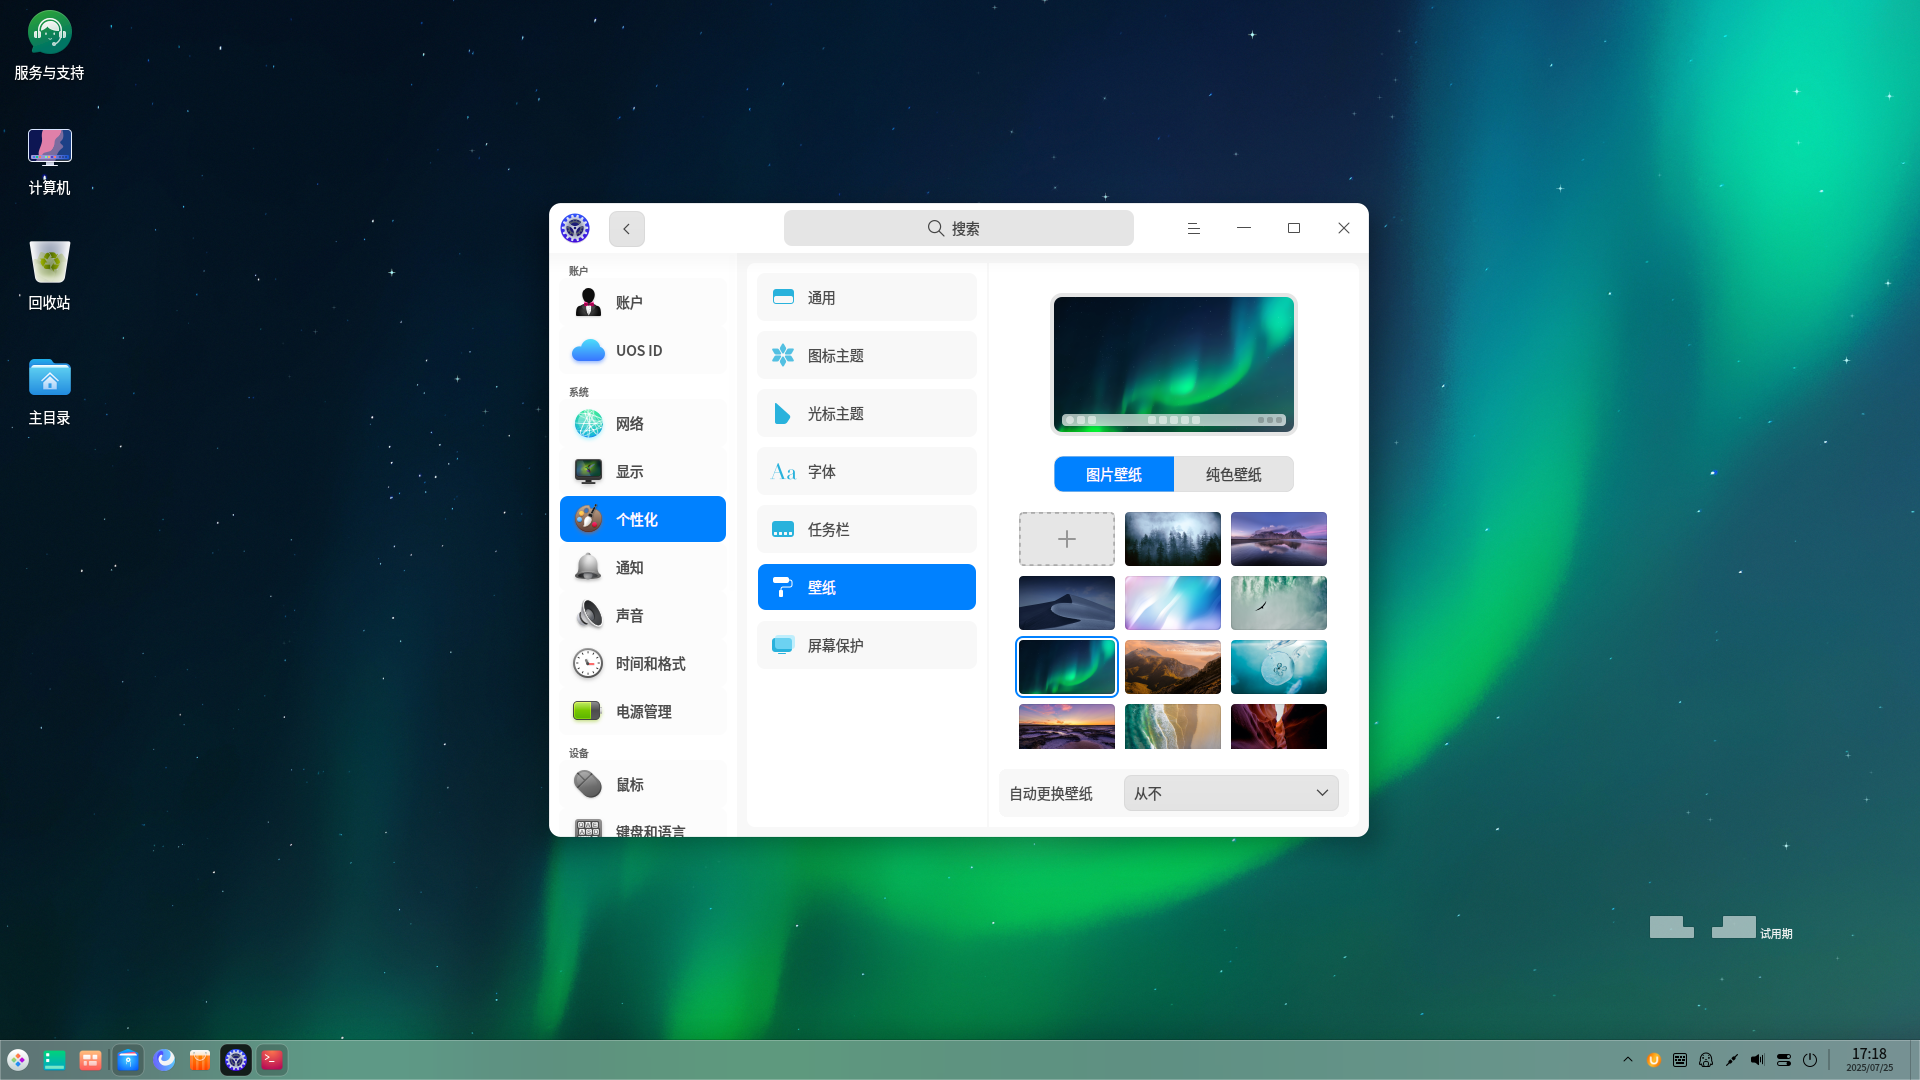 服务与支持
计算机
回收站
主目录
搜索
账户
账户
UOS ID
系统
网络
显示
个性化
通知
声音
时间和格式
电源管理
设备
鼠标
键盘和语言
通用
图标主题
光标主题
Aa 字体
任务栏
壁纸
屏幕保护
图片壁纸
纯色壁纸
自动更换壁纸
从不
试用期
17:18
2025/07/25